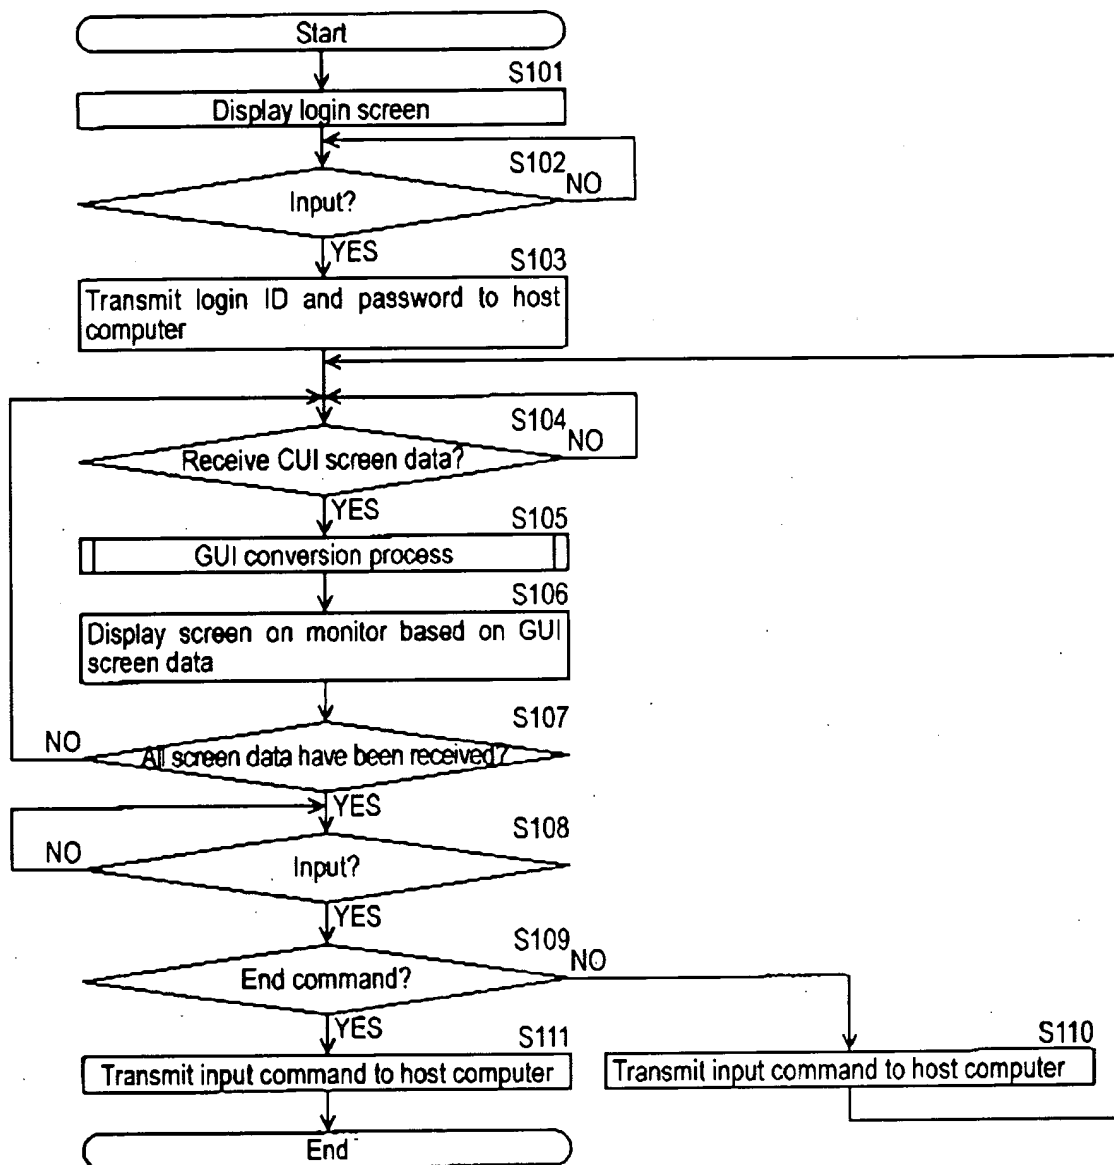 Start
S101
Display login screen
S102
NO
Input?
YES
S103
Transmit login ID and password to host
computer
S104
NO
Receive CUI screen data?
YES
S105
GUI conversion process
S106
Display screen on monitor based on GUI
screen data
S107
NO
All screen data have been received?
YES
S108
NO
Input?
YES
S109
NO
End command?
YES
S111
S110
Transmit input command to host computer
Transmit input command to host computer
End